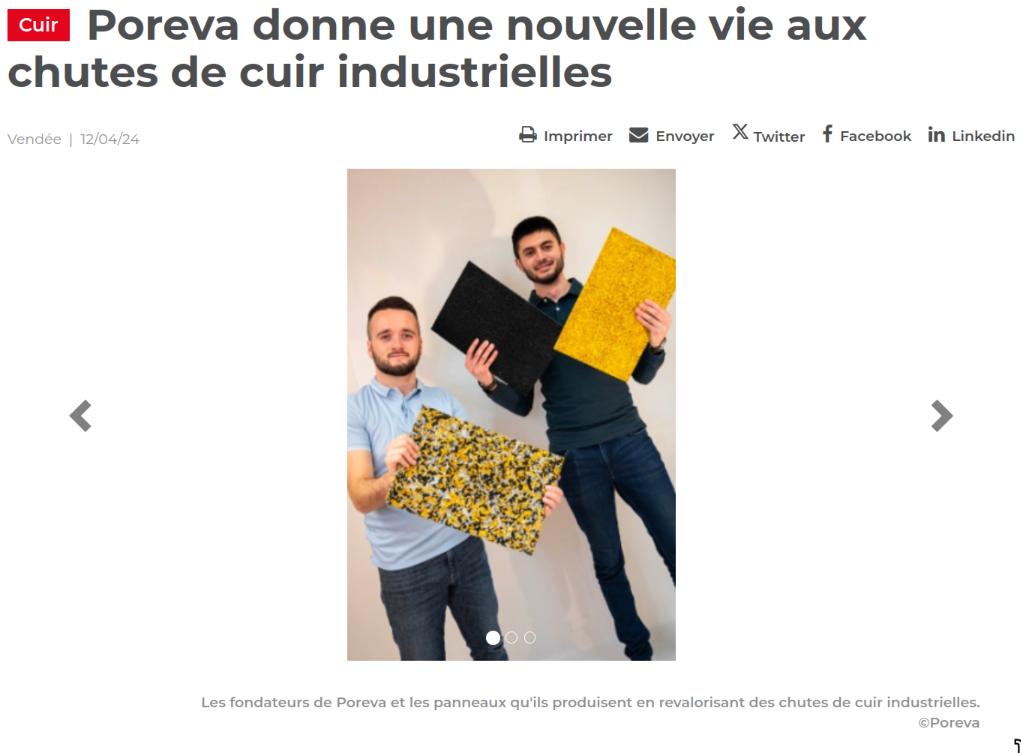 Cuir Poreva donne une nouvelle vie aux
chutes de cuir industrielles
Vendée | 12/04/24
Imprimer Envoyer Twitter Facebook Linkedin
Les fondateurs de Poreva et les panneaux qu'ils produisent en revalorisant des chutes de cuir industrielles.
©Poreva